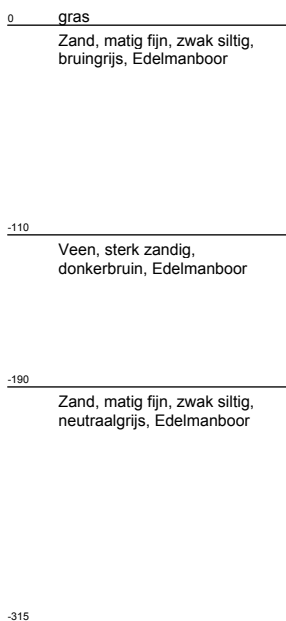 0 gras
Zand, matig fijn, zwak siltig,
bruingrijs, Edelmanboor
-110
Veen, sterk zandig,
donkerbruin, Edelmanboor
-190
Zand, matig fijn, zwak siltig,
neutraalgrijs, Edelmanboor
-315